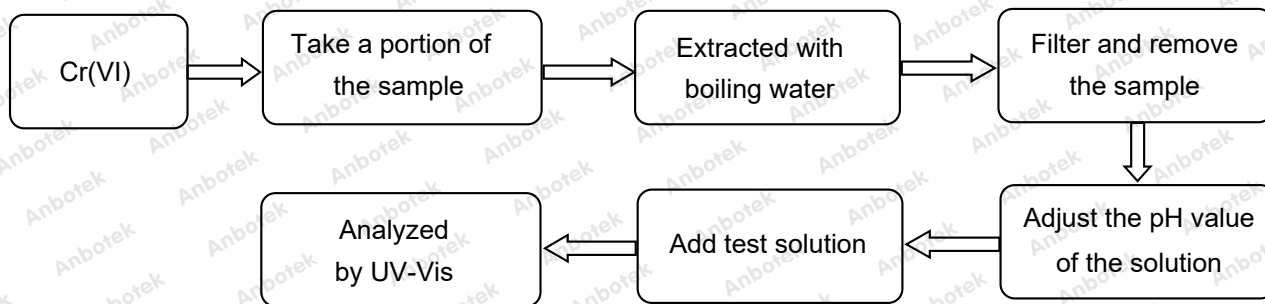 Cr(VI)
Take a portion of
the sample
Extracted with
boiling water
Filter and remove
the sample
Adjust the pH value
of the solution
Add test solution
Analyzed
by UV-Vis
Anbotek